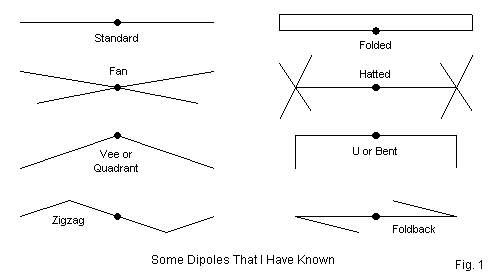 Standard
Folded
Fan
Hatted
Vee or
Quadrant
U or Bent
Zigzag
Foldback
Some Dipoles That I Have Known
Fig. 1